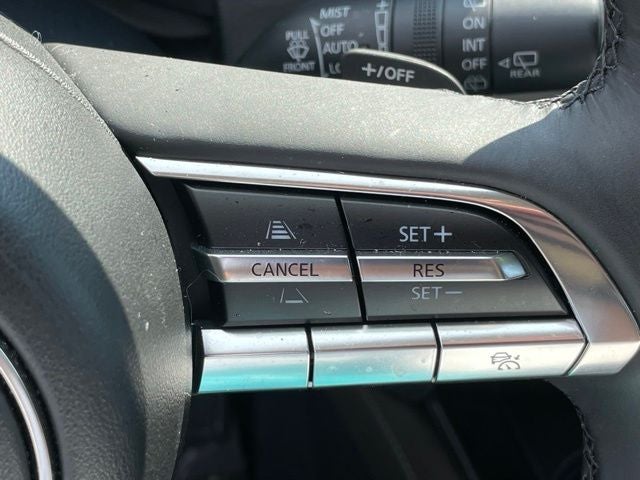 MIST
OFF
AUTO
PULL
FRONT
+/OFF
ON
INT
OFF
REAR
SET+
CANCEL
RES
SET-